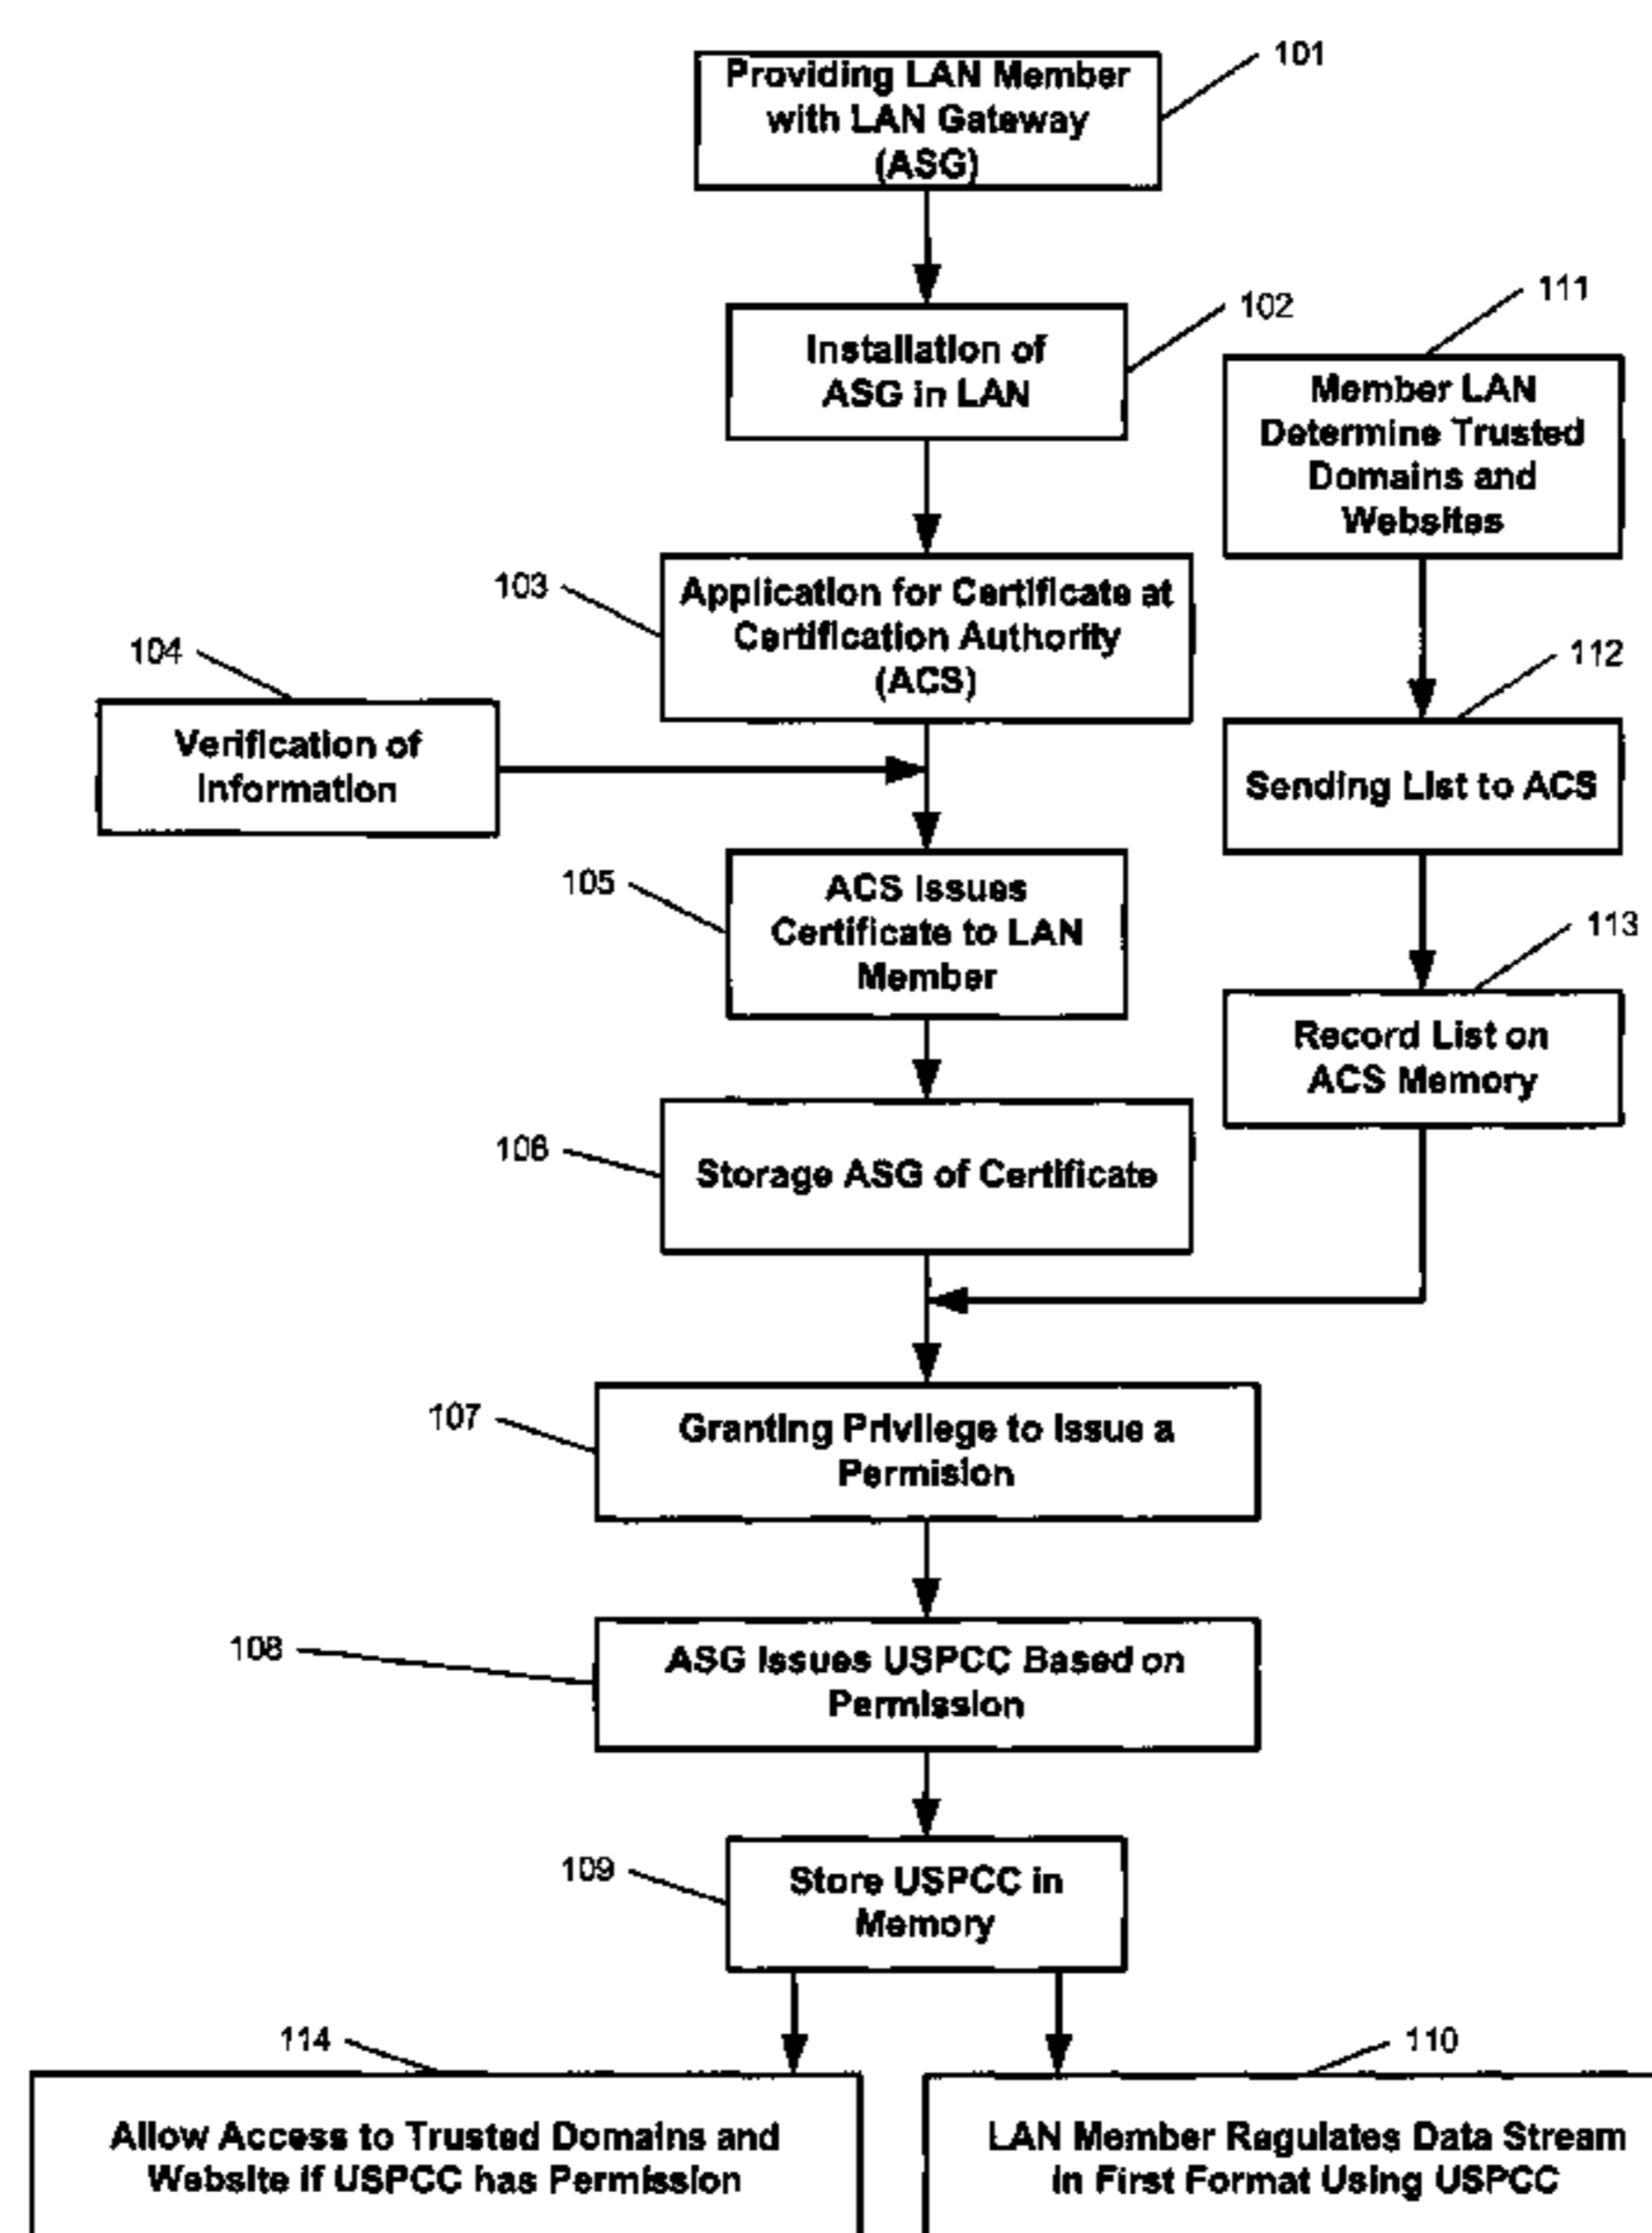 101
Providing LAN Member
with LAN Gateway
(ASG)
102
Installation of
ASG in LAN
111
Member LAN
Determine Trusted
Domains and
Websites
103
Application for Certificate at
Certification Authority
(ACS)
104
Verification of
Information
112
Sending List to ACS
105
ACS Issues
Certificate to LAN
Member
113
Record List on
ACS Memory
106
Storage ASG of Certificate
107
Granting Privilege to Issue a
Permision
108
ASG Issues USPCC Based on
Permission
109
Store USPCC in
Memory
114
Allow Access to Trusted Domains and
Website if USPCC has Permission
110
LAN Member Regulates Data Stream
in First Format Using USPCC